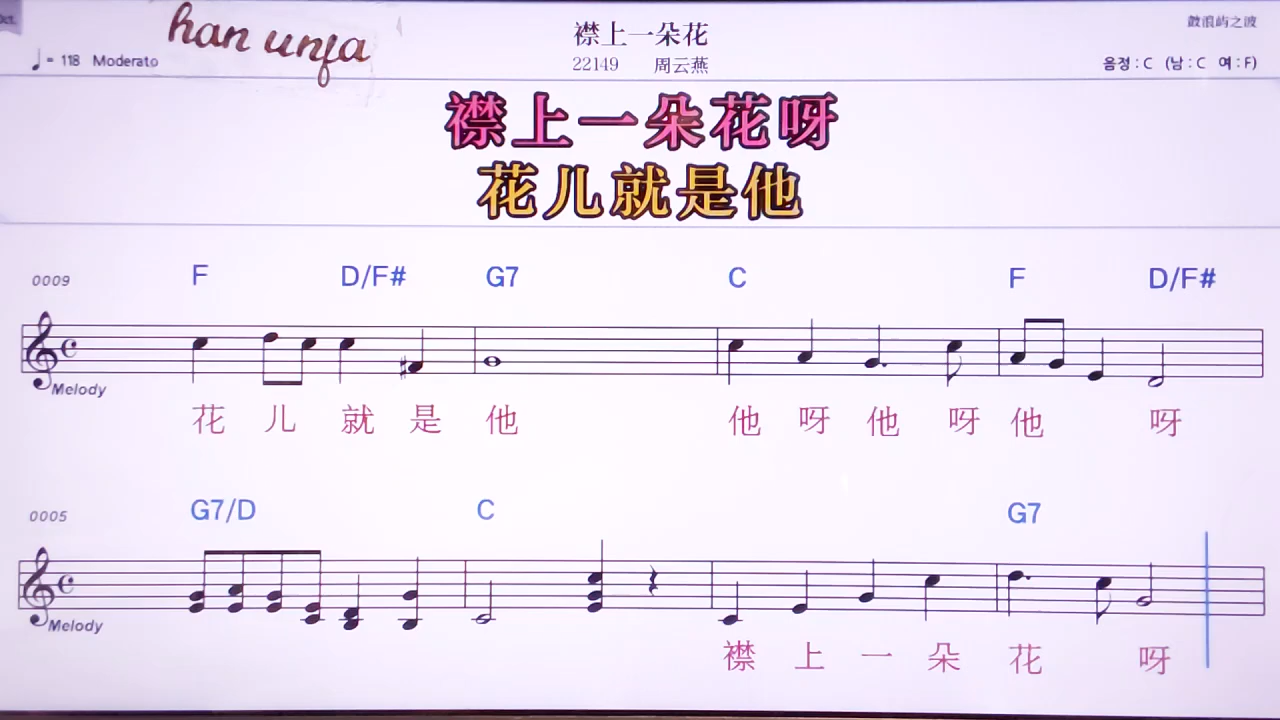 han unja
襟上一朵花
鼓浪屿之波
♩= 118 Moderato
22149 周云燕
음정 : C (남 : C 여 : F)
襟上一朵花呀
花儿就是他
0009 F D/F# G7 C F D/F#
Melody
花 儿 就 是 他 他 呀 他 呀 他 呀
0005 G7/D C G7
Melody
襟 上 一 朵 花 呀